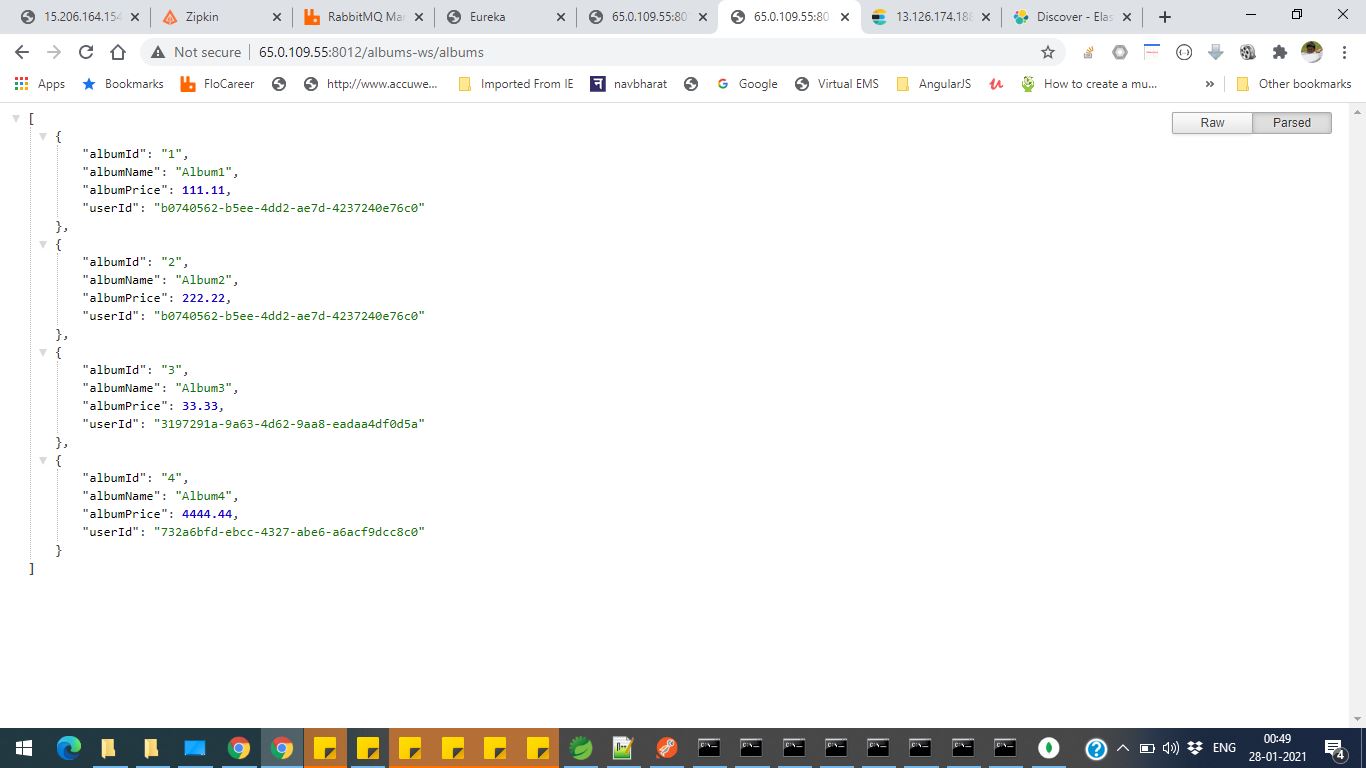 15.206.164.154
Zipkin
RabbitMQ Mar
Eureka
65.0.109.55:80
65.0.109.55:80
13.126.174.188
Discover - Elas
Not secure
65.0.109.55:8012/albums-ws/albums
Apps
Bookmarks
FloCareer
http://www.accuwe...
Imported From IE
navbharat
Google
Virtual EMS
AngularJS
How to create a mu...
»
Other bookmarks
Raw
Parsed
[
{
"albumId": "1",
"albumName": "Album1",
"albumPrice": 111.11,
"userId": "b0740562-b5ee-4dd2-ae7d-4237240e76c0"
},
{
"albumId": "2",
"albumName": "Album2",
"albumPrice": 222.22,
"userId": "b0740562-b5ee-4dd2-ae7d-4237240e76c0"
},
{
"albumId": "3",
"albumName": "Album3",
"albumPrice": 33.33,
"userId": "3197291a-9a63-4d62-9aa8-eadaa4df0d5a"
},
{
"albumId": "4",
"albumName": "Album4",
"albumPrice": 4444.44,
"userId": "732a6bfd-ebcc-4327-abe6-a6acf9dcc8c0"
}
]
ENG
00:49
28-01-2021
4